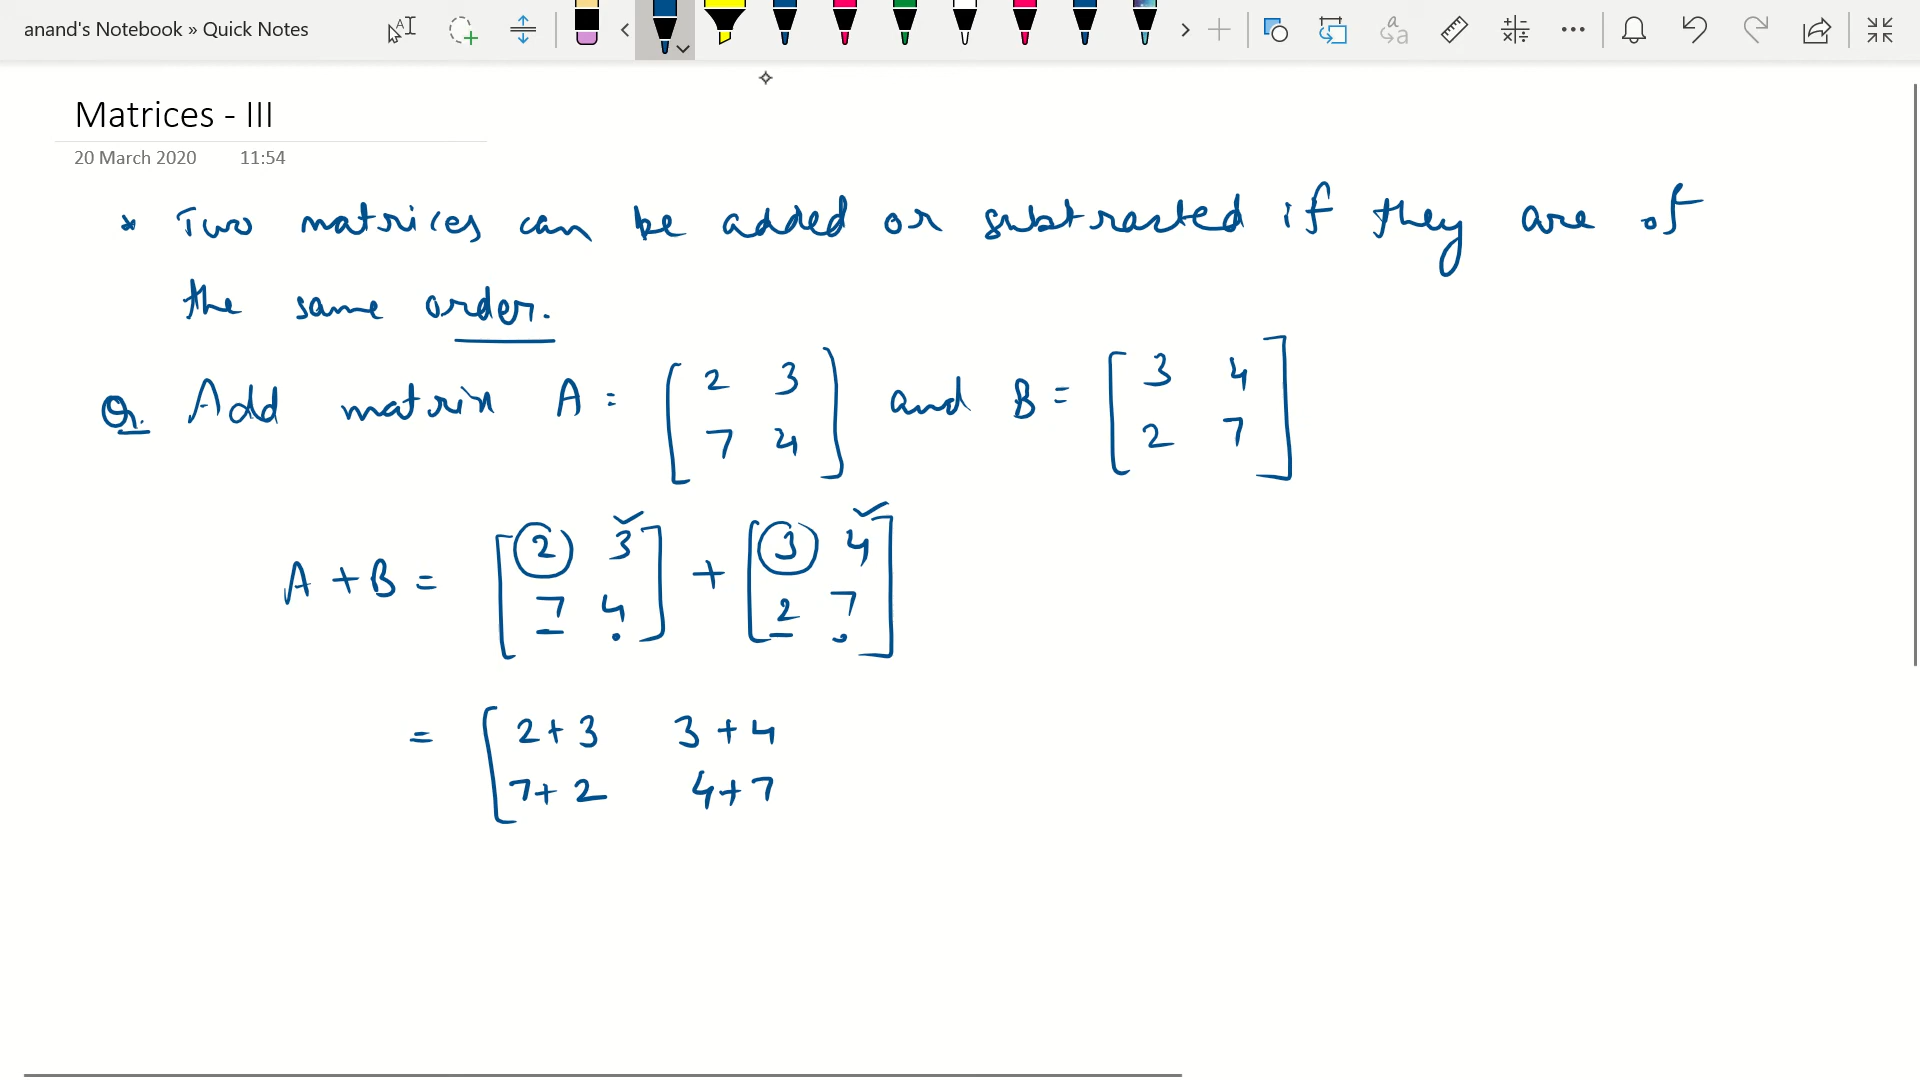 anand's Notebook » Quick Notes
Matrices - III
20 March 2020 11:54
* Two matrices can be added or subtracted if they are of
the same order.
Q. Add matrix A = [ 2 3 ] and B = [ 3 4 ]
[ 7 4 ] [ 2 7 ]
A + B = [ 2 3 ] + [ 3 4 ]
[ 7 4 ] [ 2 7 ]
= [ 2+3 3+4
7+2 4+7